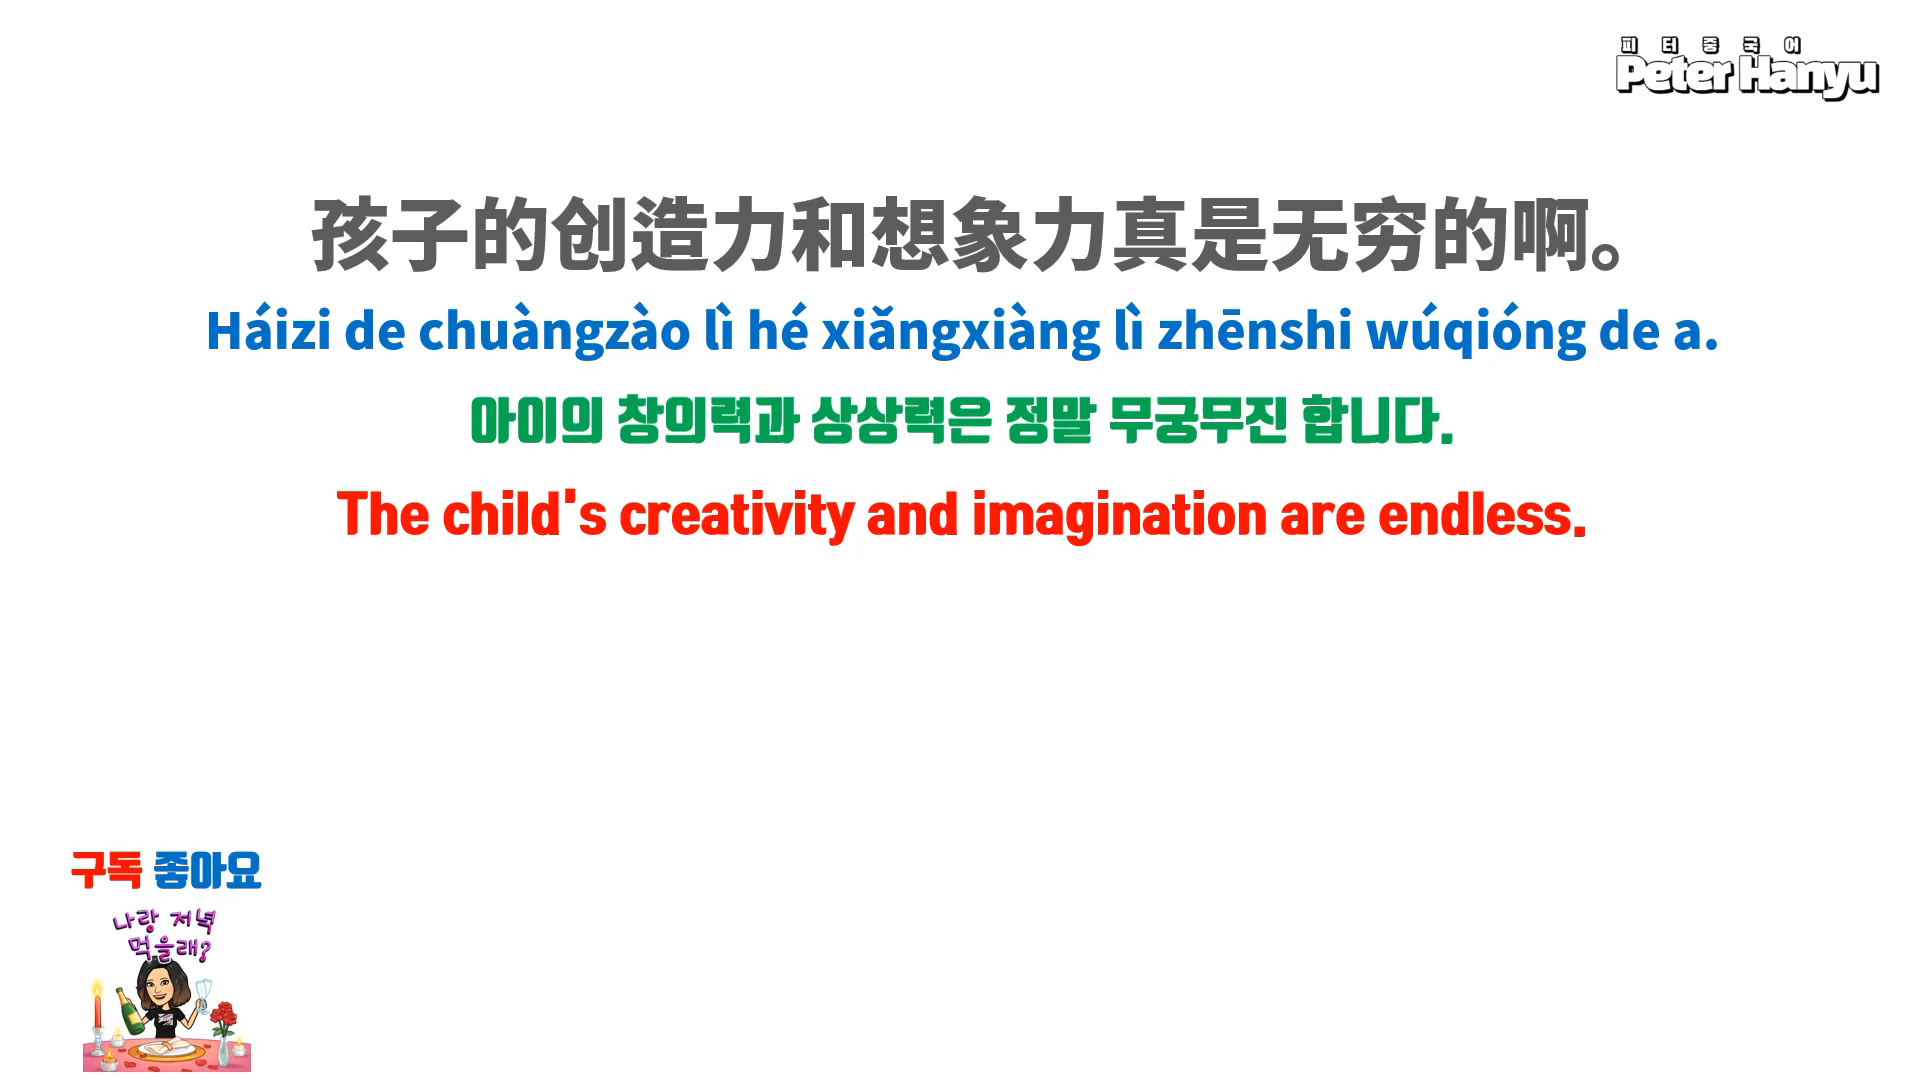 피터중국어
Peter Hanyu
孩子的创造力和想象力真是无穷的啊。
Háizi de chuàngzào lì hé xiǎngxiàng lì zhēnshi wúqióng de a.
아이의 창의력과 상상력은 정말 무궁무진 합니다.
The child's creativity and imagination are endless.
구독 좋아요
나랑 저녁
먹을래?